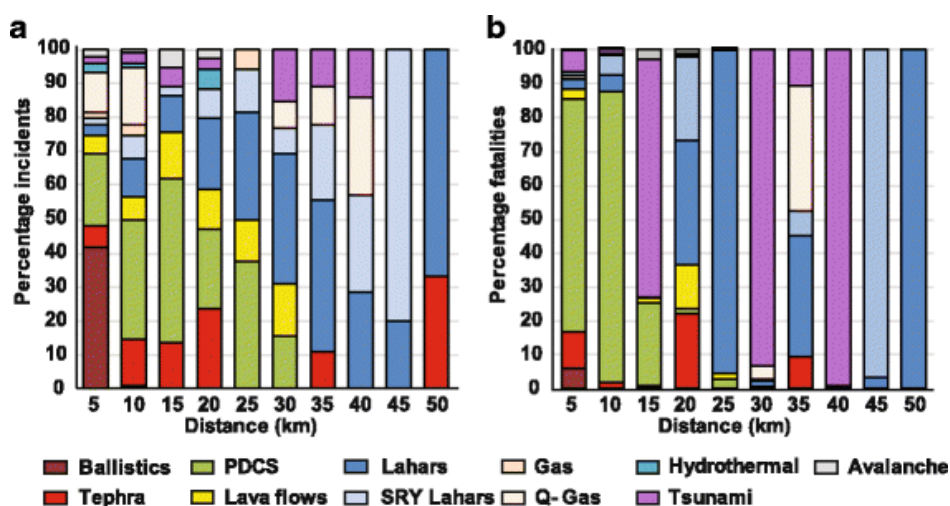 a
b
Percentage incidents
100
90
80
70
60
50
40
30
20
10
0
5 10 15 20 25 30 35 40 45 50
Distance (km)
Percentage fatalities
100
90
80
70
60
50
40
30
20
10
0
5 10 15 20 25 30 35 40 45 50
Distance (km)
Ballistics PDCS Lahars Gas Hydrothermal Avalanche
Tephra Lava flows SRY Lahars Q- Gas Tsunami